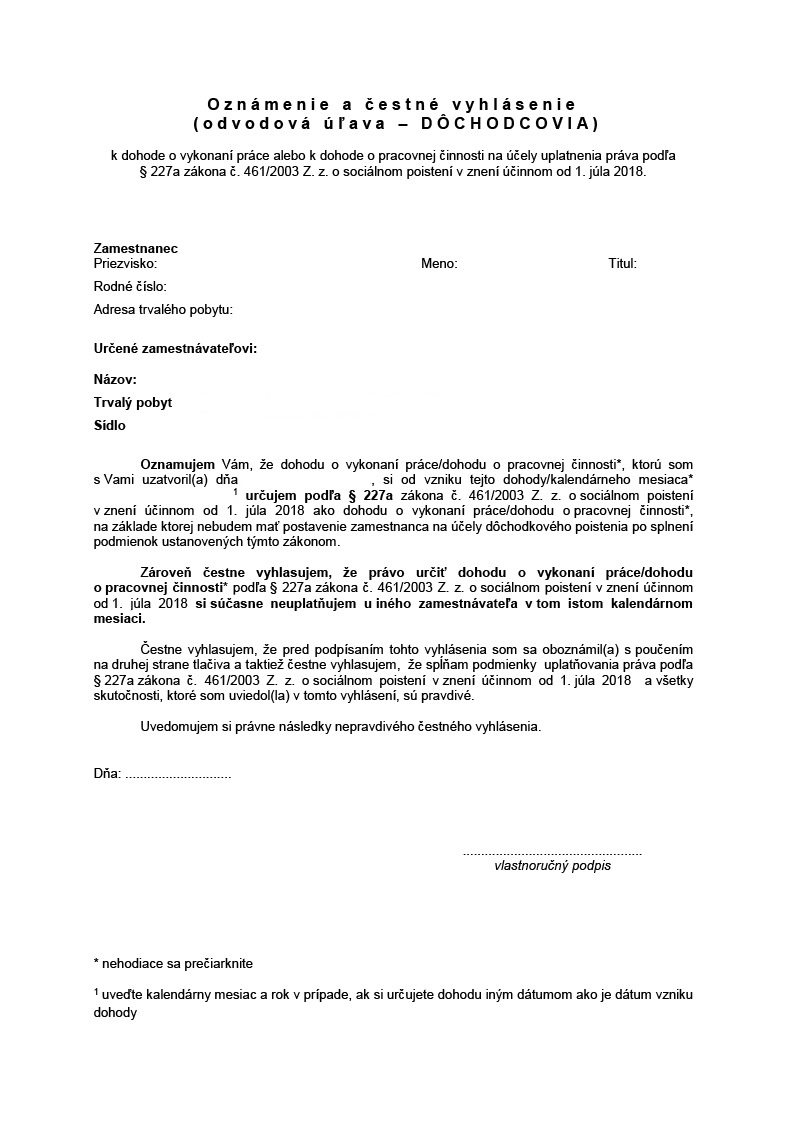 Oznámenie a čestné vyhlásenie
(odvodová úľava – DÔCHODCOVIA)
k dohode o vykonaní práce alebo k dohode o pracovnej činnosti na účely uplatnenia práva podľa
§ 227a zákona č. 461/2003 Z. z. o sociálnom poistení v znení účinnom od 1. júla 2018.
Zamestnanec
Priezvisko: Meno: Titul:
Rodné číslo:
Adresa trvalého pobytu:
Určené zamestnávateľovi:
Názov:
Trvalý pobyt
Sídlo
Oznamujem Vám, že dohodu o vykonaní práce/dohodu o pracovnej činnosti*, ktorú som
s Vami uzatvoril(a) dňa , si od vzniku tejto dohody/kalendárneho mesiaca*
1 určujem podľa § 227a zákona č. 461/2003 Z. z. o sociálnom poistení
v znení účinnom od 1. júla 2018 ako dohodu o vykonaní práce/dohodu o pracovnej činnosti*,
na základe ktorej nebudem mať postavenie zamestnanca na účely dôchodkového poistenia po splnení
podmienok ustanovených týmto zákonom.
Zároveň čestne vyhlasujem, že právo určiť dohodu o vykonaní práce/dohodu
o pracovnej činnosti* podľa § 227a zákona č. 461/2003 Z. z. o sociálnom poistení v znení účinnom
od 1. júla 2018 si súčasne neuplatňujem u iného zamestnávateľa v tom istom kalendárnom
mesiaci.
Čestne vyhlasujem, že pred podpísaním tohto vyhlásenia som sa oboznámil(a) s poučením
na druhej strane tlačiva a taktiež čestne vyhlasujem, že spĺňam podmienky uplatňovania práva podľa
§ 227a zákona č. 461/2003 Z. z. o sociálnom poistení v znení účinnom od 1. júla 2018 a všetky
skutočnosti, ktoré som uviedol(la) v tomto vyhlásení, sú pravdivé.
Uvedomujem si právne následky nepravdivého čestného vyhlásenia.
Dňa: .............................
.................................................
vlastnoručný podpis
* nehodiace sa prečiarknite
1 uveďte kalendárny mesiac a rok v prípade, ak si určujete dohodu iným dátumom ako je dátum vzniku
dohody